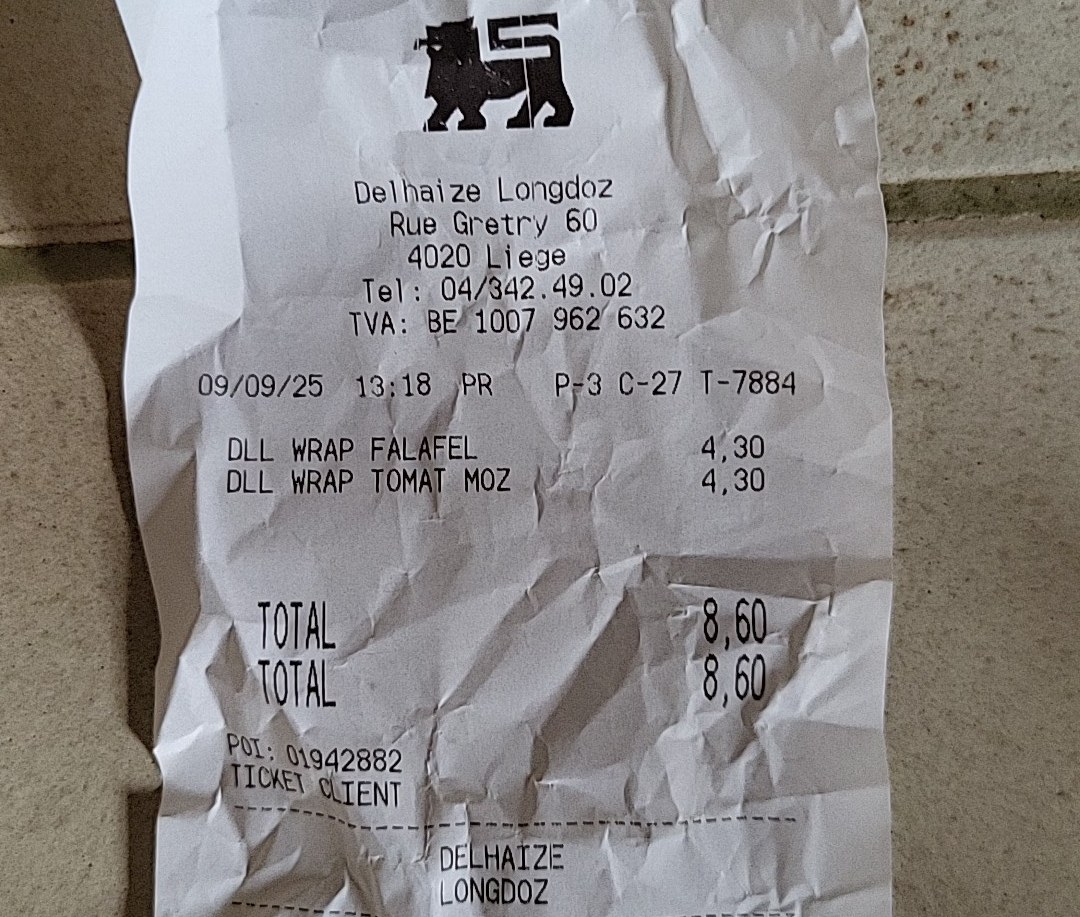 Delhaize Longdoz
Rue Gretry 60
4020 Liege
Tel: 04/342.49.02
TVA: BE 1007 962 632
09/09/25 13:18 PR P-3 C-27 T-7884
DLL WRAP FALAFEL 4,30
DLL WRAP TOMAT MOZ 4,30
TOTAL 8,60
TOTAL 8,60
POI: 01942882
TICKET CLIENT
DELHAIZE
LONGDOZ